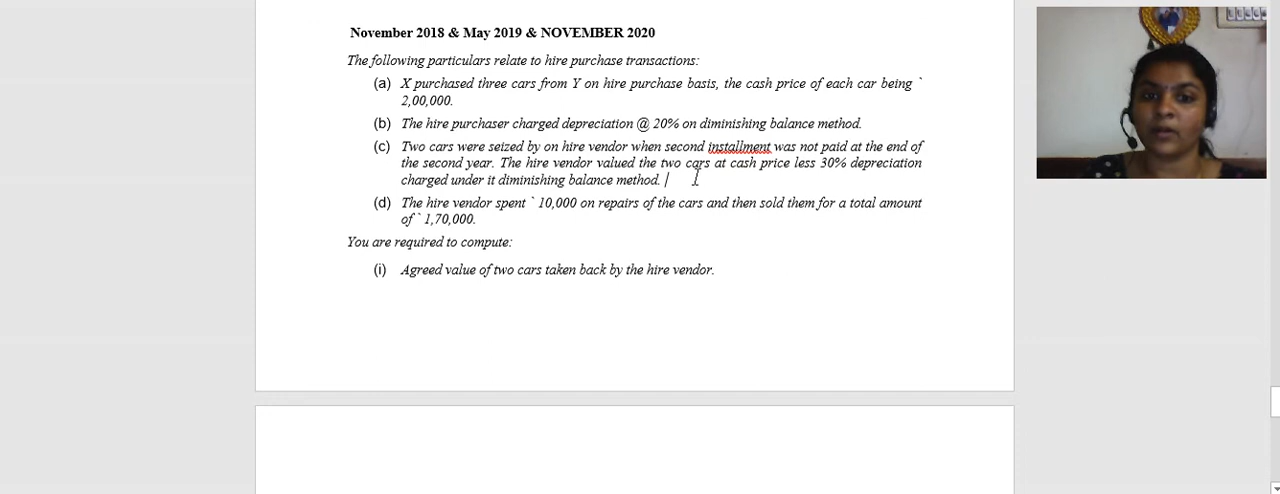 November 2018 & May 2019 & NOVEMBER 2020
The following particulars relate to hire purchase transactions:
(a) X purchased three cars from Y on hire purchase basis, the cash price of each car being `
2,00,000.
(b) The hire purchaser charged depreciation @ 20% on diminishing balance method.
(c) Two cars were seized by on hire vendor when second installment was not paid at the end of
the second year. The hire vendor valued the two cars at cash price less 30% depreciation
charged under it diminishing balance method.
(d) The hire vendor spent ` 10,000 on repairs of the cars and then sold them for a total amount
of ` 1,70,000.
You are required to compute:
(i) Agreed value of two cars taken back by the hire vendor.